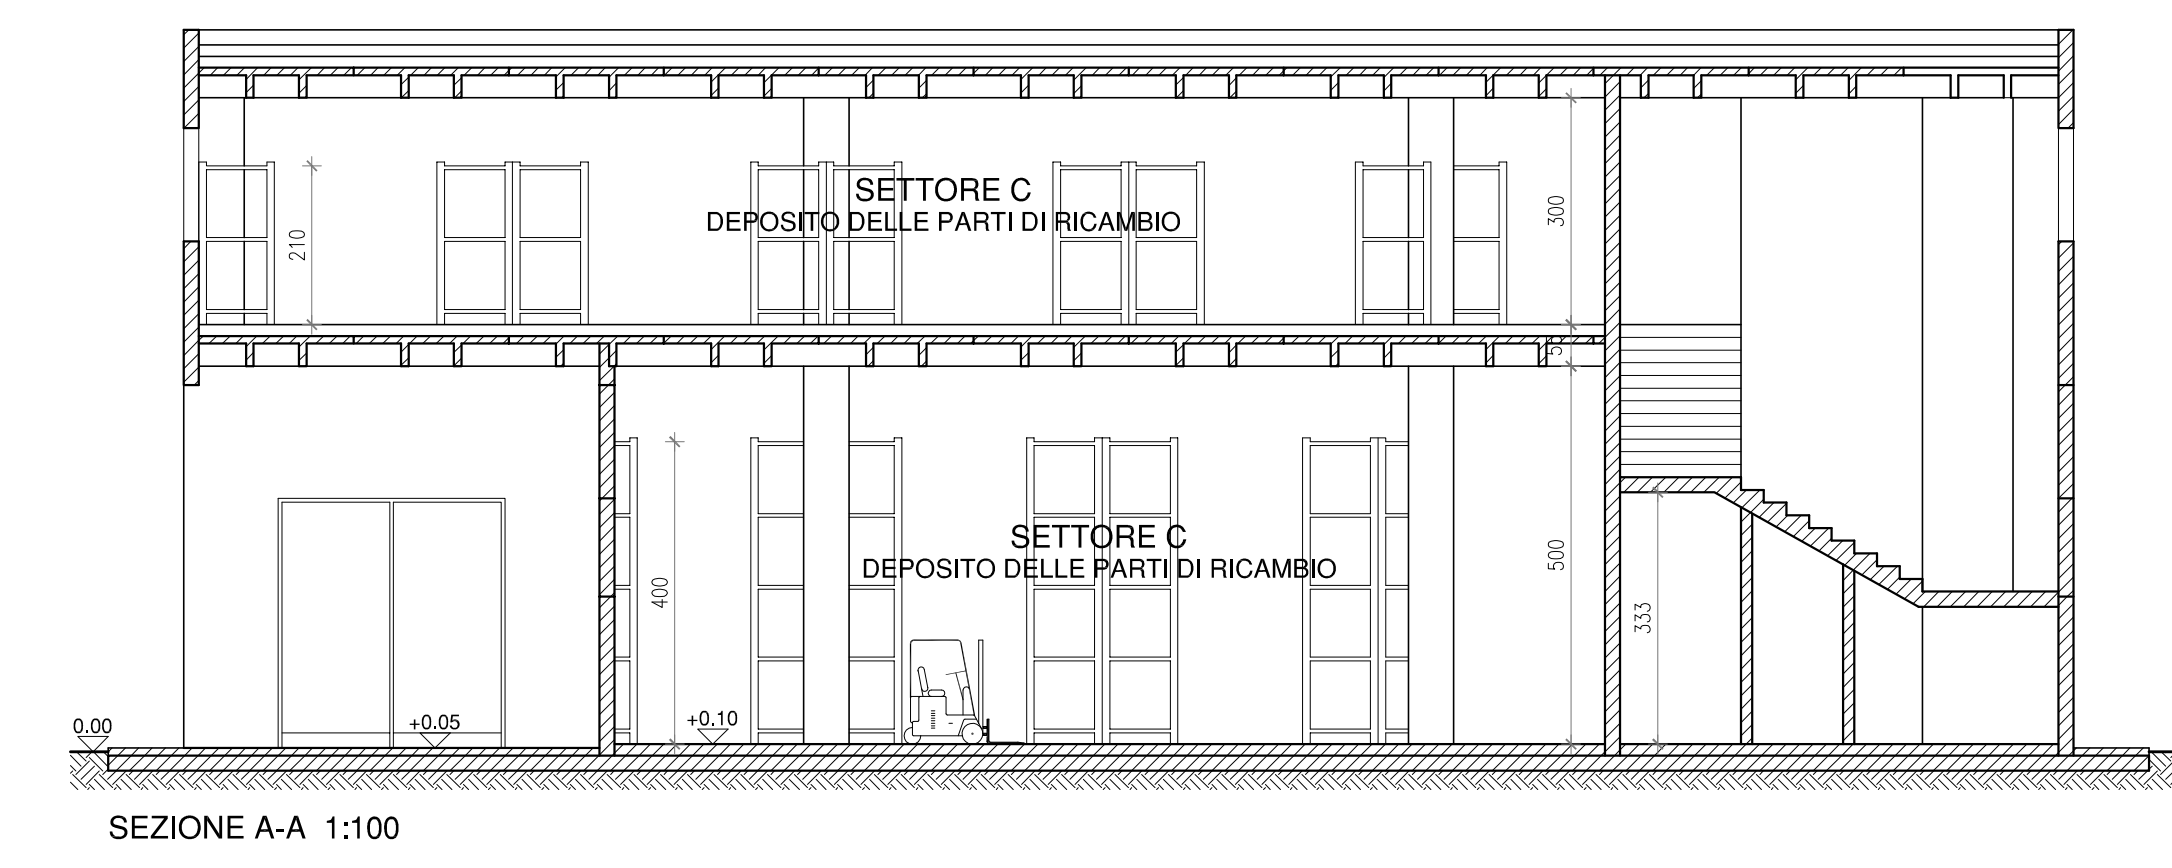 SETTORE C
DEPOSITO DELLE PARTI DI RICAMBIO
210
300
SETTORE C
DEPOSITO DELLE PARTI DI RICAMBIO
400
500
333
0.00
+0.05
+0.10
SEZIONE A-A 1:100